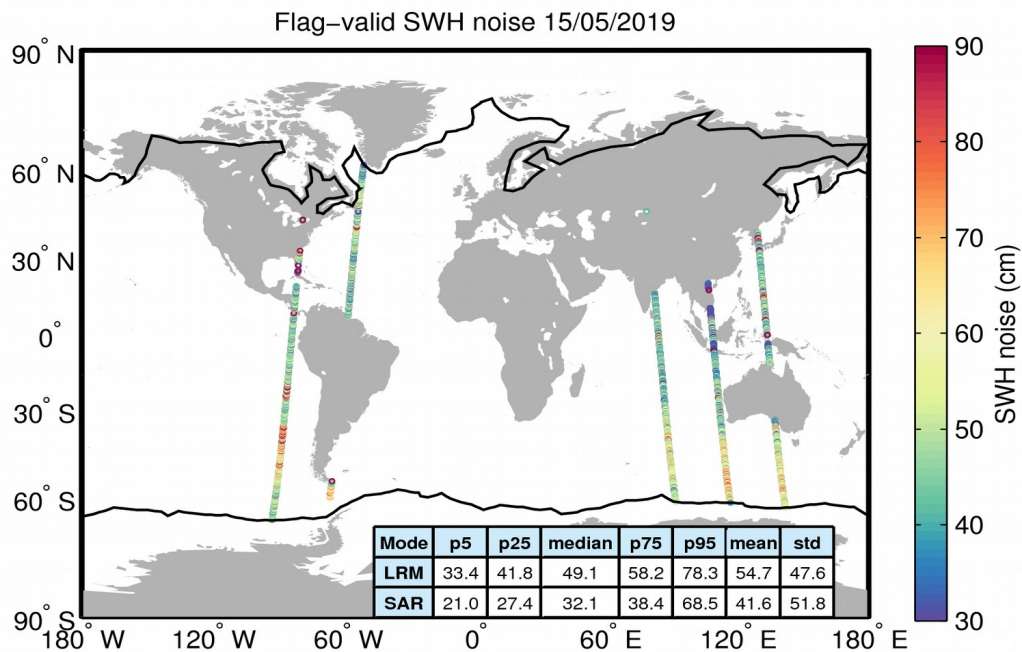 Flag−valid SWH noise 15/05/2019
90° N
60° N
30° N
0°
30° S
60° S
90° S
180° W
120° W
60° W
0°
60° E
120° E
180° E
90
80
70
60
50
40
30
SWH noise (cm)
Mode p5 p25 median p75 p95 mean std
LRM 33.4 41.8 49.1 58.2 78.3 54.7 47.6
SAR 21.0 27.4 32.1 38.4 68.5 41.6 51.8